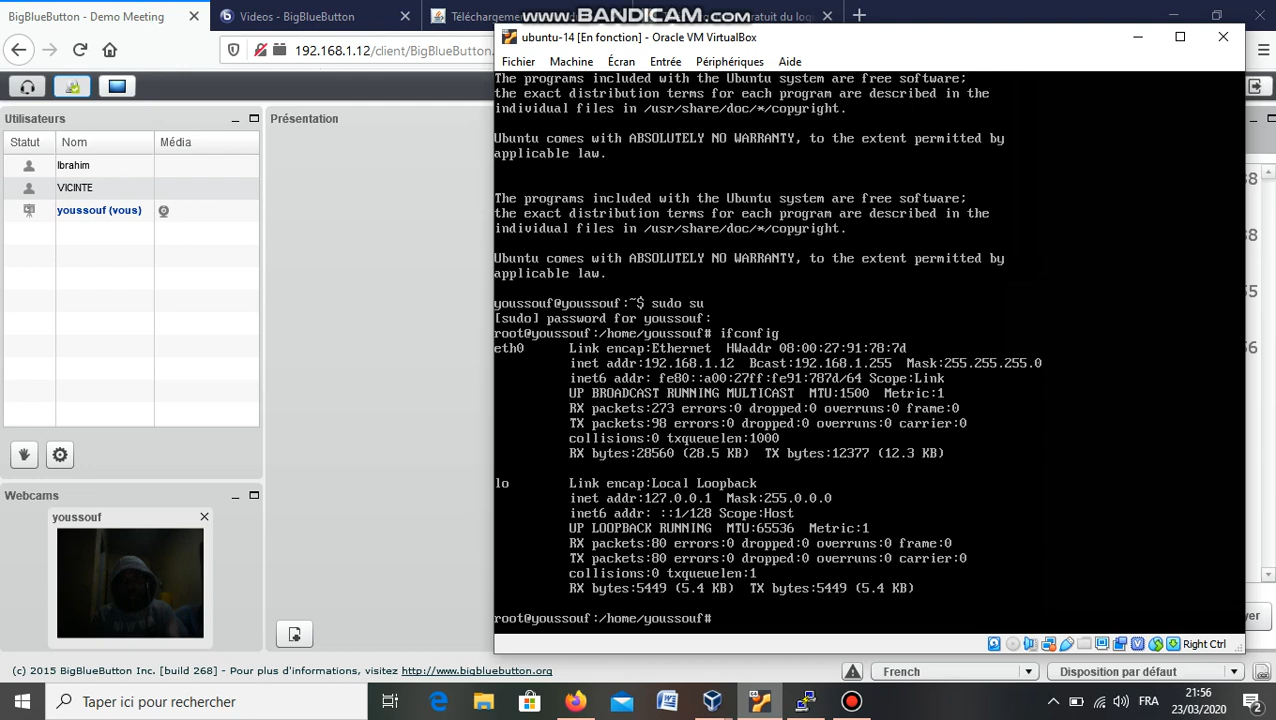 www.BANDICAM.com
BigBlueButton - Demo Meeting
Videos - BigBlueButton
Téléchargeme
ratuit du lo
192.168.1.12/client/BigBlueButton.
Utilisateurs
Statut Nom Média
Ibrahim
VICINTE
youssouf (vous)
Webcams
youssouf
Présentation
ubuntu-14 [En fonction] - Oracle VM VirtualBox
Fichier Machine Écran Entrée Périphériques Aide
The programs included with the Ubuntu system are free software;
the exact distribution terms for each program are described in the
individual files in /usr/share/doc/*/copyright.
Ubuntu comes with ABSOLUTELY NO WARRANTY, to the extent permitted by
applicable law.
The programs included with the Ubuntu system are free software;
the exact distribution terms for each program are described in the
individual files in /usr/share/doc/*/copyright.
Ubuntu comes with ABSOLUTELY NO WARRANTY, to the extent permitted by
applicable law.
youssouf@youssouf:~$ sudo su
[sudo] password for youssouf:
root@youssouf:/home/youssouf# ifconfig
eth0 Link encap:Ethernet HWaddr 08:00:27:91:78:7d
inet addr:192.168.1.12 Bcast:192.168.1.255 Mask:255.255.255.0
inet6 addr: fe80::a00:27ff:fe91:787d/64 Scope:Link
UP BROADCAST RUNNING MULTICAST MTU:1500 Metric:1
RX packets:273 errors:0 dropped:0 overruns:0 frame:0
TX packets:98 errors:0 dropped:0 overruns:0 carrier:0
collisions:0 txqueuelen:1000
RX bytes:28560 (28.5 KB) TX bytes:12377 (12.3 KB)
lo Link encap:Local Loopback
inet addr:127.0.0.1 Mask:255.0.0.0
inet6 addr: ::1/128 Scope:Host
UP LOOPBACK RUNNING MTU:65536 Metric:1
RX packets:80 errors:0 dropped:0 overruns:0 frame:0
TX packets:80 errors:0 dropped:0 overruns:0 carrier:0
collisions:0 txqueuelen:1
RX bytes:5449 (5.4 KB) TX bytes:5449 (5.4 KB)
root@youssouf:/home/youssouf#
Right Ctrl
38
38
55
56
yer
(c) 2015 BigBlueButton Inc. [build 268] - Pour plus d'informations, visitez http://www.bigbluebutton.org
French
Disposition par défaut
Taper ici pour rechercher
FRA
21:56
23/03/2020
2